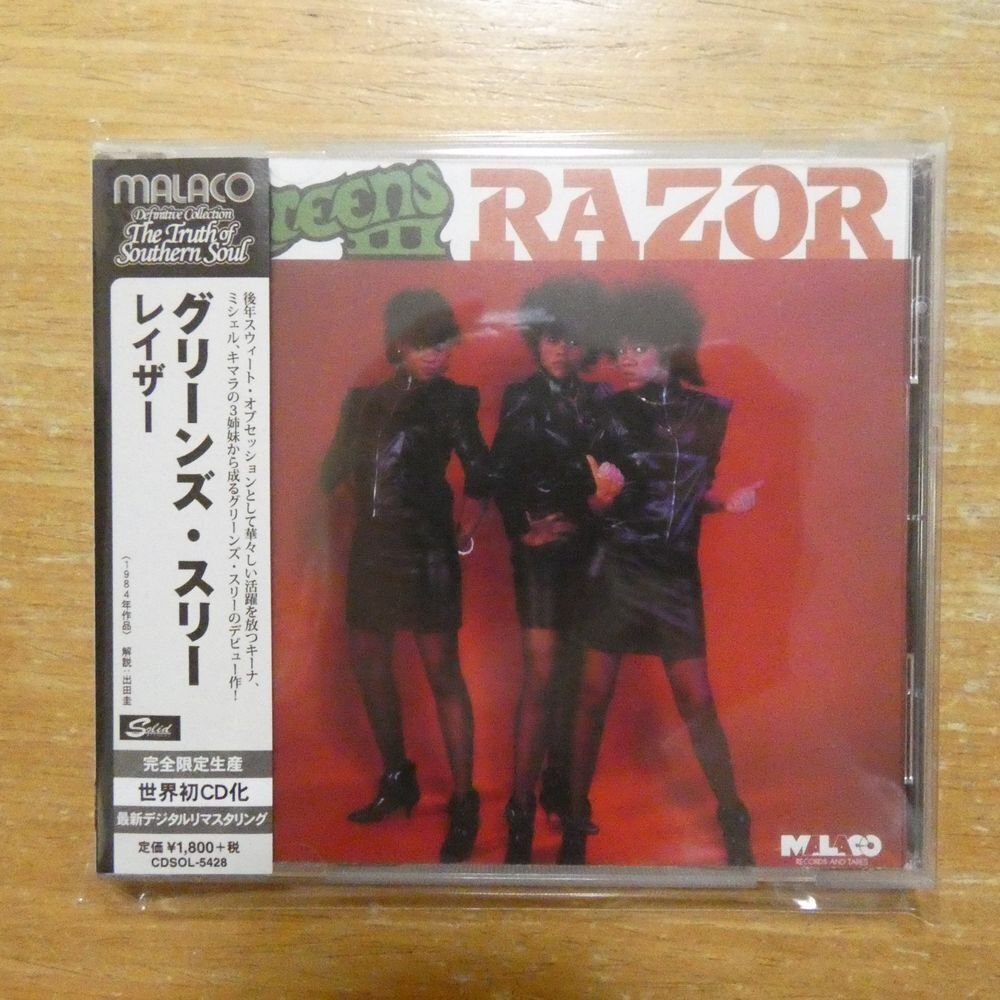 MALACO
Definitive Collection
The Truth of
Southern Soul
グリーンズ・スリー
レイザー
後年スウィート・オブセッションとして華々しい活躍を放つキーナ、
ミシェル、キマラの3姉妹から成るグリーンズ・スリーのデビュー作!
(1984年作品) 解説:出田圭
Solid
完全限定生産
世界初CD化
最新デジタルリマスタリング
定価 ¥1,800+税
CDSOL-5428
reens
III
RAZOR
MALACO
RECORDS AND TAPES